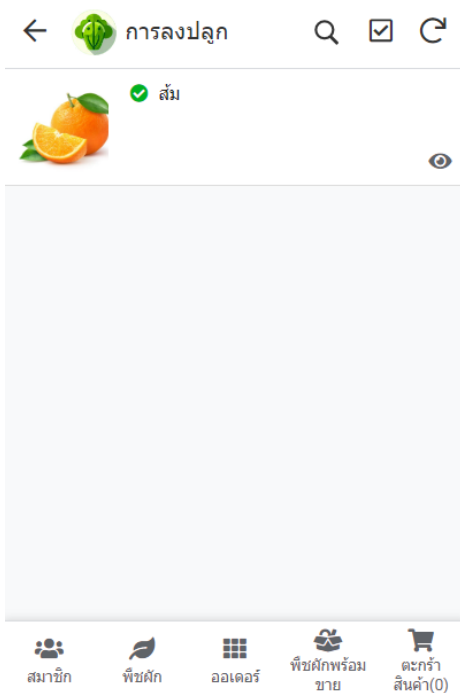 การลงปลูก
ส้ม
สมาชิก
พืชผัก
ออเดอร์
พืชผักพร้อม
ขาย
ตะกร้า
สินค้า(0)